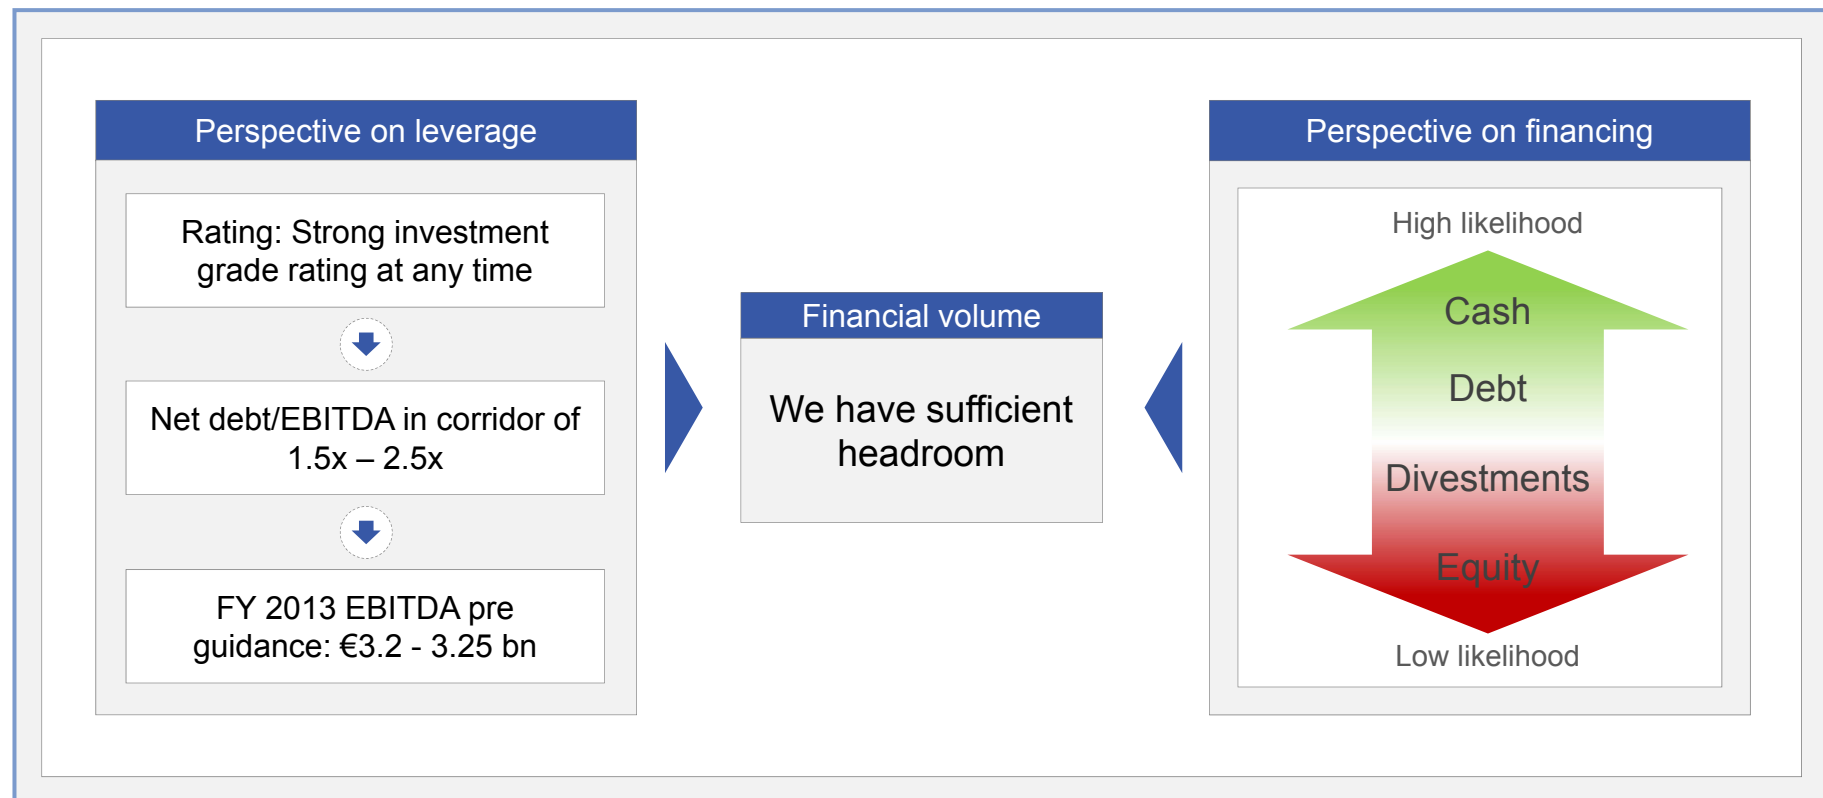 Perspective on leverage
Rating: Strong investment
grade rating at any time
Net debt/EBITDA in corridor of
1.5x – 2.5x
FY 2013 EBITDA pre
guidance: €3.2 - 3.25 bn
Financial volume
We have sufficient
headroom
Perspective on financing
High likelihood
Cash
Debt
Divestments
Equity
Low likelihood